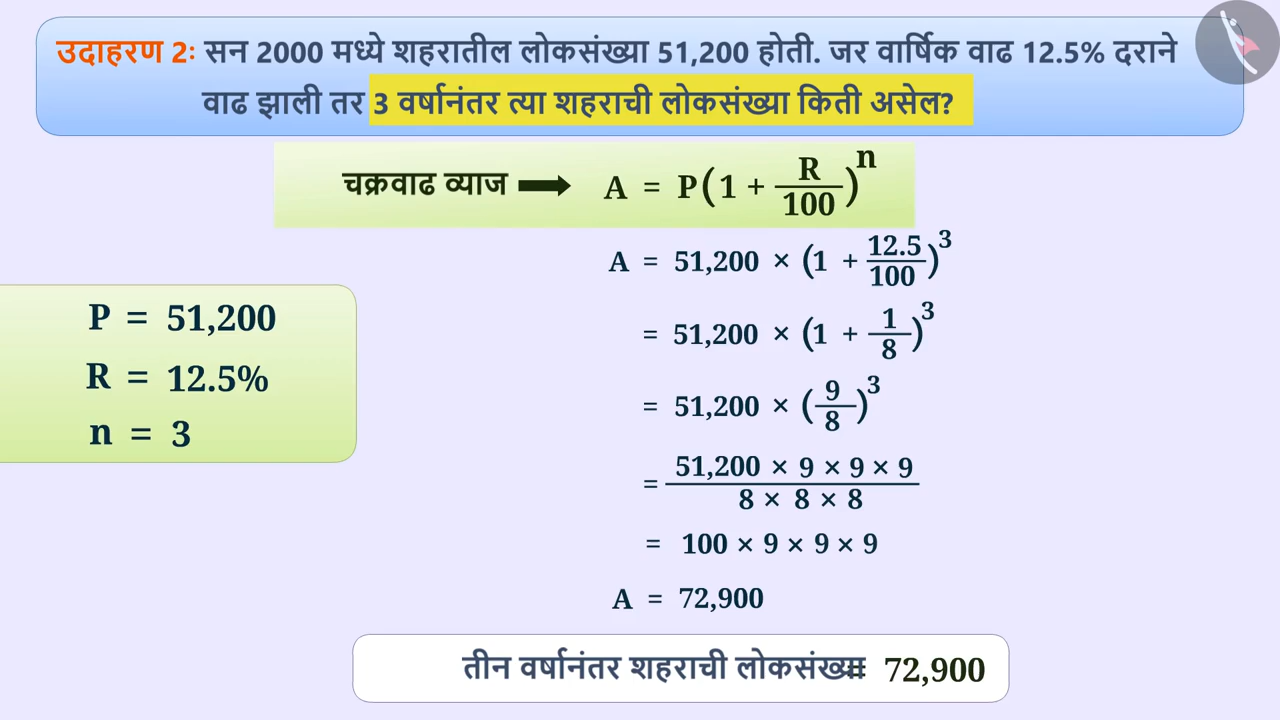 उदाहरण 2: सन 2000 मध्ये शहरातील लोकसंख्या 51,200 होती. जर वार्षिक वाढ 12.5% दराने
वाढ झाली तर 3 वर्षानंतर त्या शहराची लोकसंख्या किती असेल?
चक्रवाढ व्याज ➡ A = P(1 + R/100)^n
A = 51,200 × (1 + 12.5/100)^3
= 51,200 × (1 + 1/8)^3
= 51,200 × (9/8)^3
= 51,200 × 9 × 9 × 9 / 8 × 8 × 8
= 100 × 9 × 9 × 9
A = 72,900
P = 51,200
R = 12.5%
n = 3
तीन वर्षानंतर शहराची लोकसंख्या = 72,900